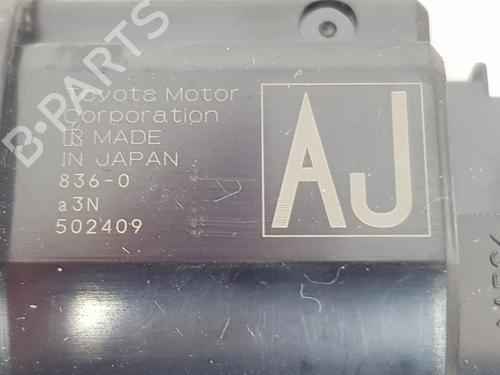 B-PARTS
Toyota Motor
Corporation
MADE
IN JAPAN
836-0
a3N
502409
AJ